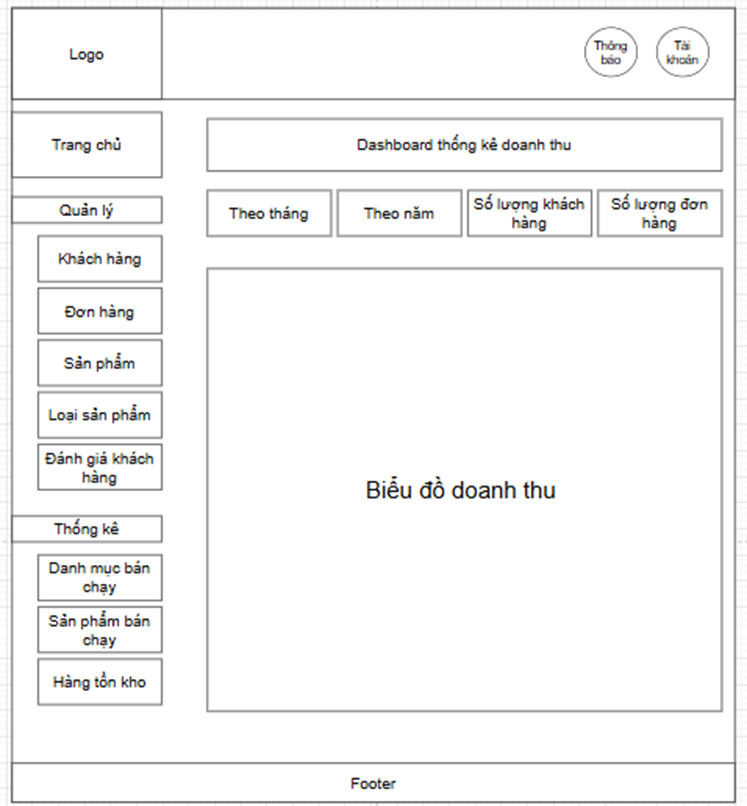 Logo
Thông
báo
Tài
khoản
Trang chủ
Dashboard thống kê doanh thu
Quản lý
Theo tháng
Theo năm
Số lượng khách
hàng
Số lượng đơn
hàng
Khách hàng
Đơn hàng
Sản phẩm
Loại sản phẩm
Đánh giá khách
hàng
Biểu đồ doanh thu
Thống kê
Danh mục bán
chạy
Sản phẩm bán
chạy
Hàng tồn kho
Footer